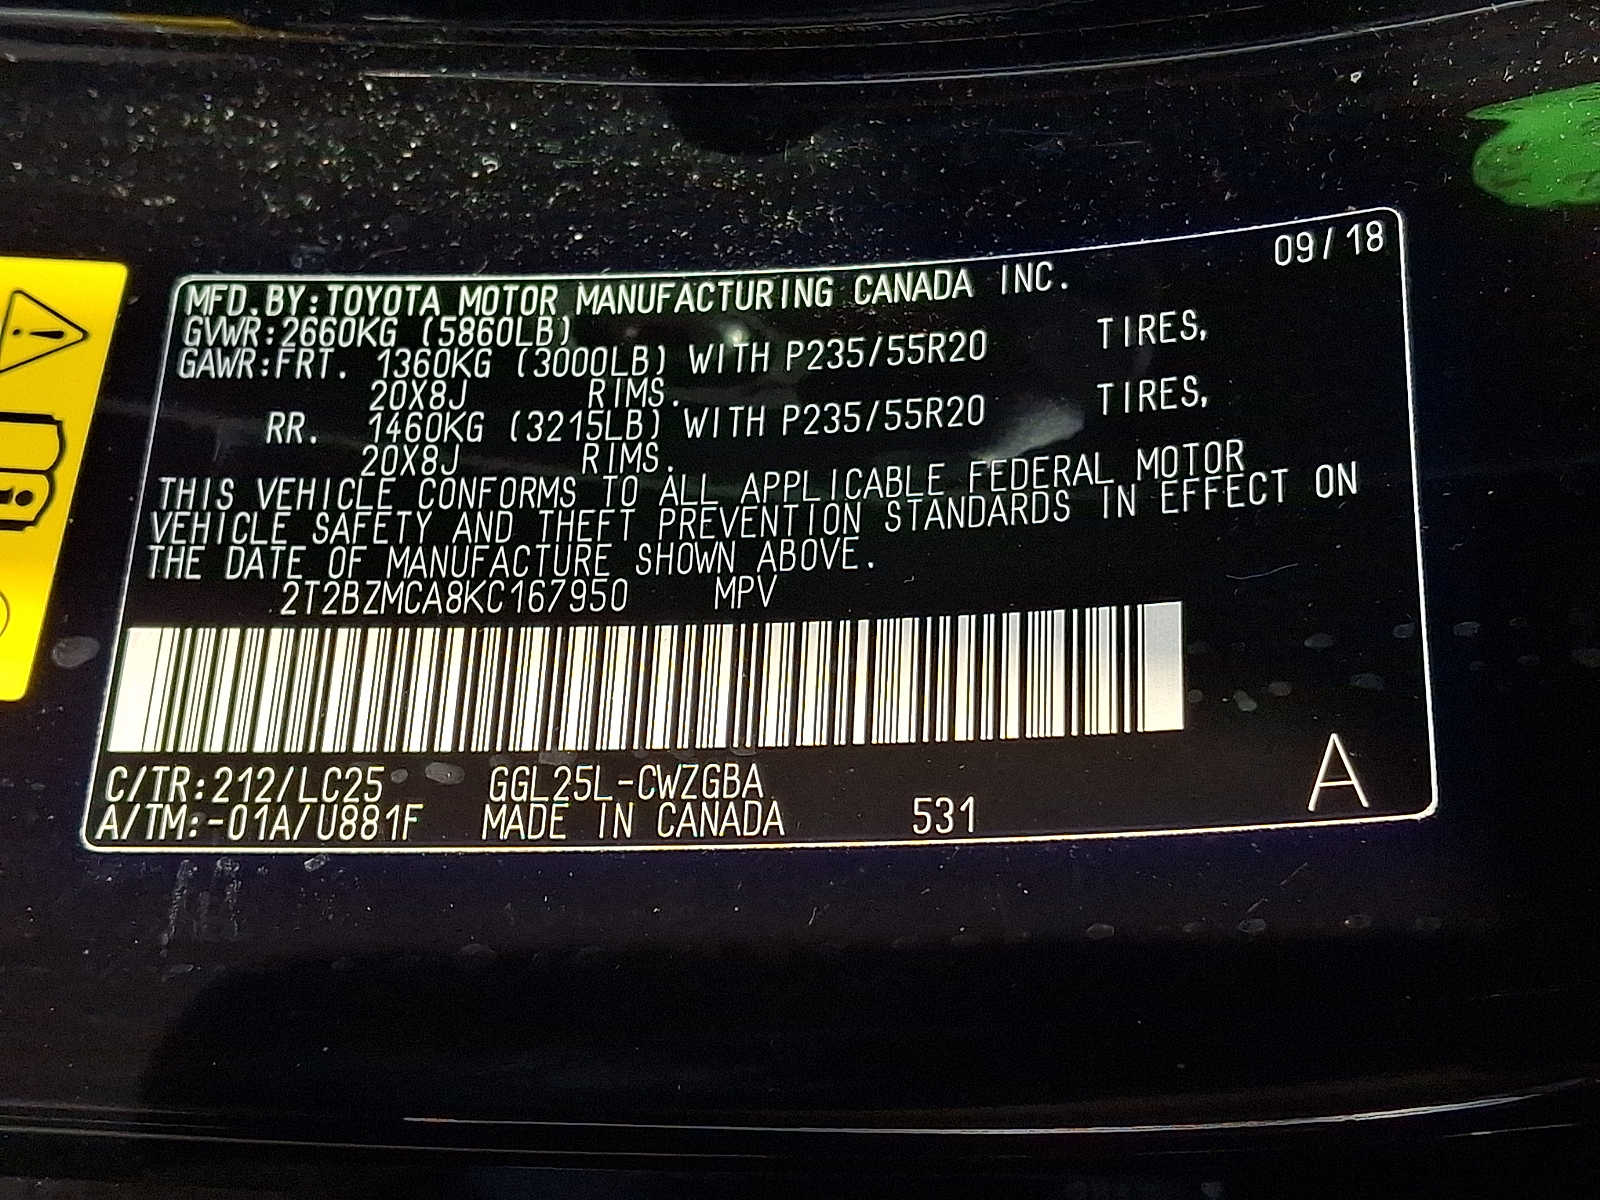 09/18
MFD.BY:TOYOTA MOTOR MANUFACTURING CANADA INC.
GVWR:2660KG (5860LB)
GAWR:FRT. 1360KG (3000LB) WITH P235/55R20 TIRES,
20X8J RIMS.
RR. 1460KG (3215LB) WITH P235/55R20 TIRES,
20X8J RIMS.
THIS VEHICLE CONFORMS TO ALL APPLICABLE FEDERAL MOTOR
VEHICLE SAFETY AND THEFT PREVENTION STANDARDS IN EFFECT ON
THE DATE OF MANUFACTURE SHOWN ABOVE.
2T2BZMCA8KC167950 MPV
C/TR:212/LC25 GGL25L-CWZGBA
A/TM:-01A/U881F MADE IN CANADA 531 A